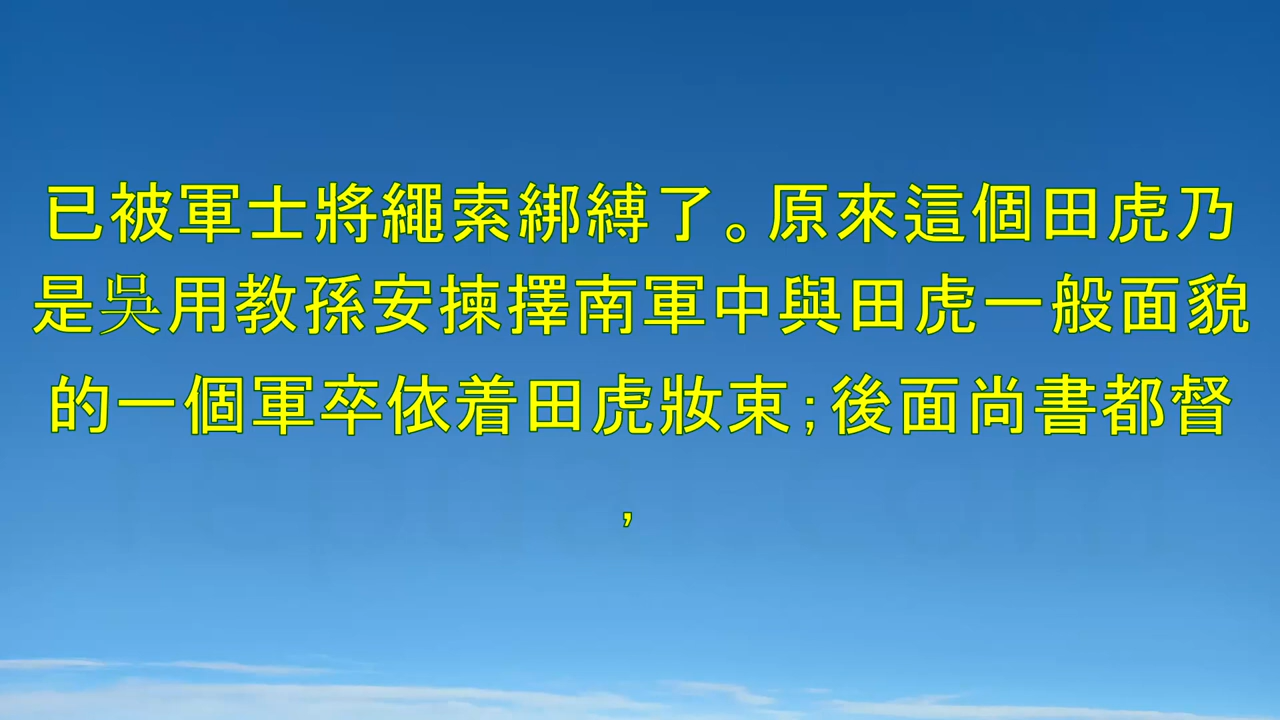 已被軍士將繩索綁縛了。原來這個田虎乃
是吳用教孫安揀擇南軍中與田虎一般面貌
的一個軍卒依着田虎妝束;後面尚書都督
,